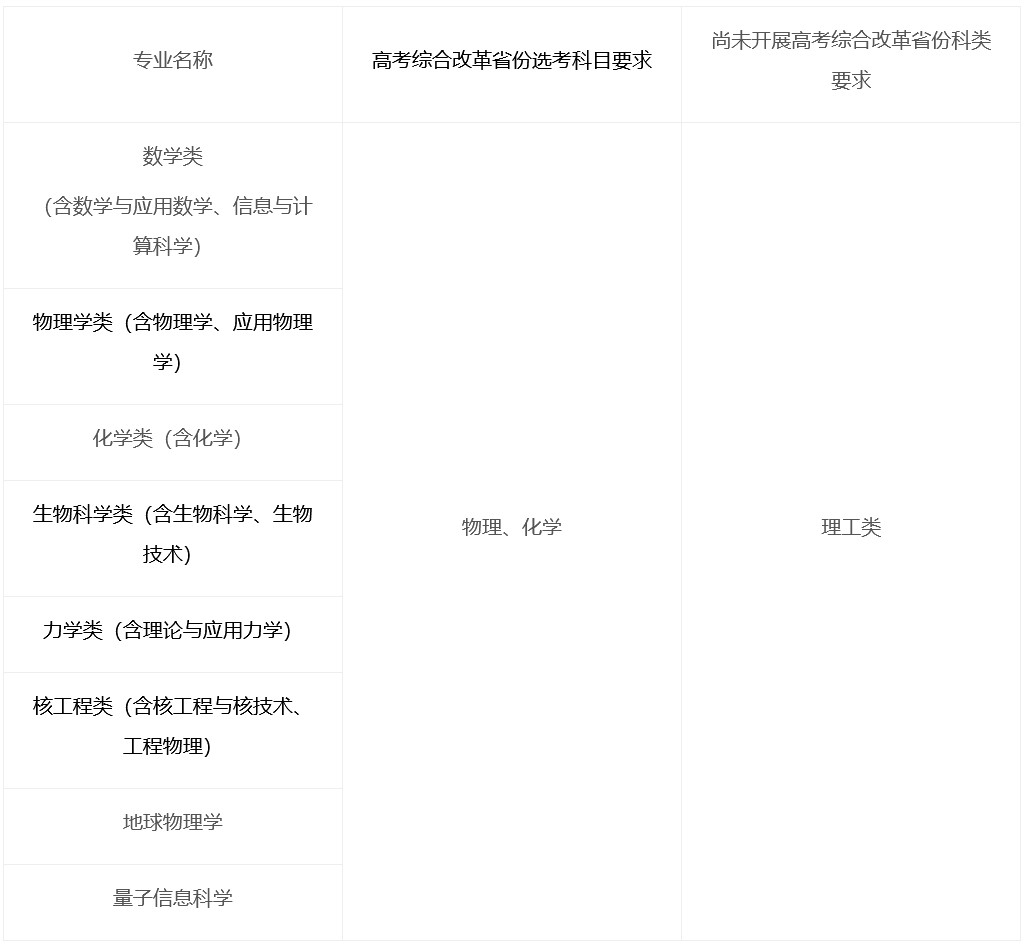 专业名称
高考综合改革省份选考科目要求
尚未开展高考综合改革省份科类
要求
数学类
（含数学与应用数学、信息与计
算科学）
物理学类（含物理学、应用物理
学）
化学类（含化学）
生物科学类（含生物科学、生物
技术）
力学类（含理论与应用力学）
核工程类（含核工程与核技术、
工程物理）
地球物理学
量子信息科学
物理、化学
理工类